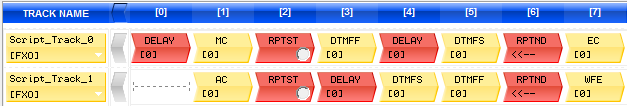 TRACK NAME [0] [1] [2] [3] [4] [5] [6] [7]
Script_Track_0 DELAY MC RPTST DTMFF DELAY DTMFS RPTND EC
[FXO] [0] [0] [0] [0] [0] [0] <<-- [0]
Script_Track_1 AC RPTST DELAY DTMFS DTMFF RPTND WFE
[FXO] [0] [0] [0] [0] [0] <<-- [0]